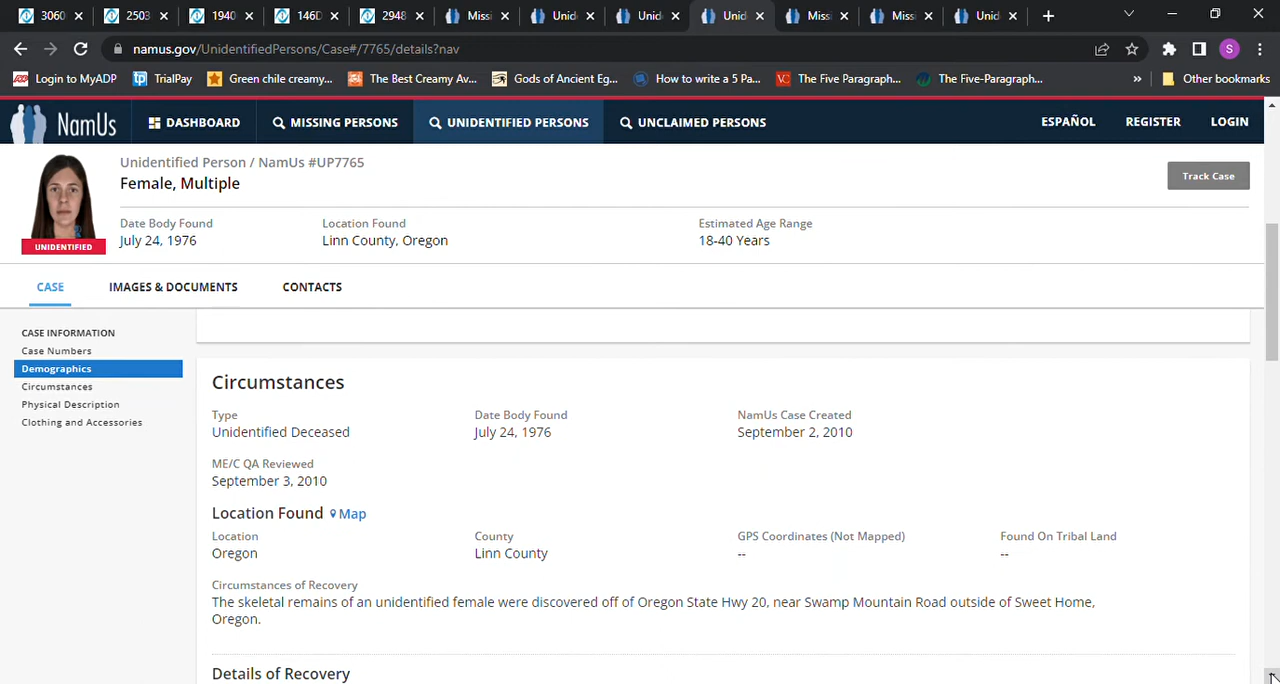 3060 2503 1940 146D 2948 Missi Unid Unid Unid Missi Missi Unid
namus.gov/UnidentifiedPersons/Case#/7765/details?nav S
Login to MyADP TrialPay Green chile creamy... The Best Creamy Av... Gods of Ancient Eg... How to write a 5 Pa... The Five Paragraph... The Five-Paragraph... » Other bookmarks
NamUs DASHBOARD MISSING PERSONS UNIDENTIFIED PERSONS UNCLAIMED PERSONS ESPAÑOL REGISTER LOGIN
Unidentified Person / NamUs #UP7765
Female, Multiple
Track Case
Date Body Found Location Found Estimated Age Range
July 24, 1976 Linn County, Oregon 18-40 Years
UNIDENTIFIED
CASE IMAGES & DOCUMENTS CONTACTS
CASE INFORMATION
Case Numbers
Demographics
Circumstances
Physical Description
Clothing and Accessories
Circumstances
Type Date Body Found NamUs Case Created
Unidentified Deceased July 24, 1976 September 2, 2010
ME/C QA Reviewed
September 3, 2010
Location Found Map
Location County GPS Coordinates (Not Mapped) Found On Tribal Land
Oregon Linn County -- --
Circumstances of Recovery
The skeletal remains of an unidentified female were discovered off of Oregon State Hwy 20, near Swamp Mountain Road outside of Sweet Home,
Oregon.
Details of Recovery